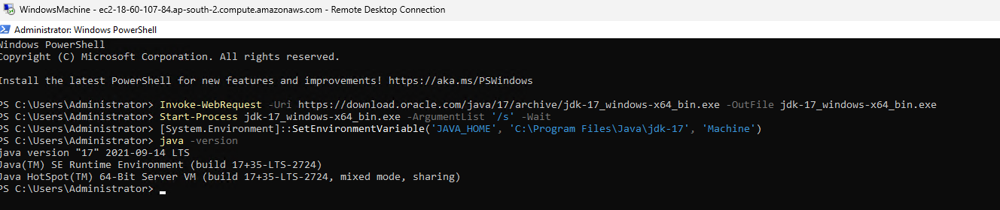 WindowsMachine - ec2-18-60-107-84.ap-south-2.compute.amazonaws.com - Remote Desktop Connection
Administrator: Windows PowerShell
Windows PowerShell
Copyright (C) Microsoft Corporation. All rights reserved.
Install the latest PowerShell for new features and improvements! https://aka.ms/PSWindows
PS C:\Users\Administrator> Invoke-WebRequest -Uri https://download.oracle.com/java/17/archive/jdk-17_windows-x64_bin.exe -OutFile jdk-17_windows-x64_bin.exe
PS C:\Users\Administrator> Start-Process jdk-17_windows-x64_bin.exe -ArgumentList '/s' -Wait
PS C:\Users\Administrator> [System.Environment]::SetEnvironmentVariable('JAVA_HOME', 'C:\Program Files\Java\jdk-17', 'Machine')
PS C:\Users\Administrator> java -version
java version "17" 2021-09-14 LTS
Java(TM) SE Runtime Environment (build 17+35-LTS-2724)
Java HotSpot(TM) 64-Bit Server VM (build 17+35-LTS-2724, mixed mode, sharing)
PS C:\Users\Administrator>